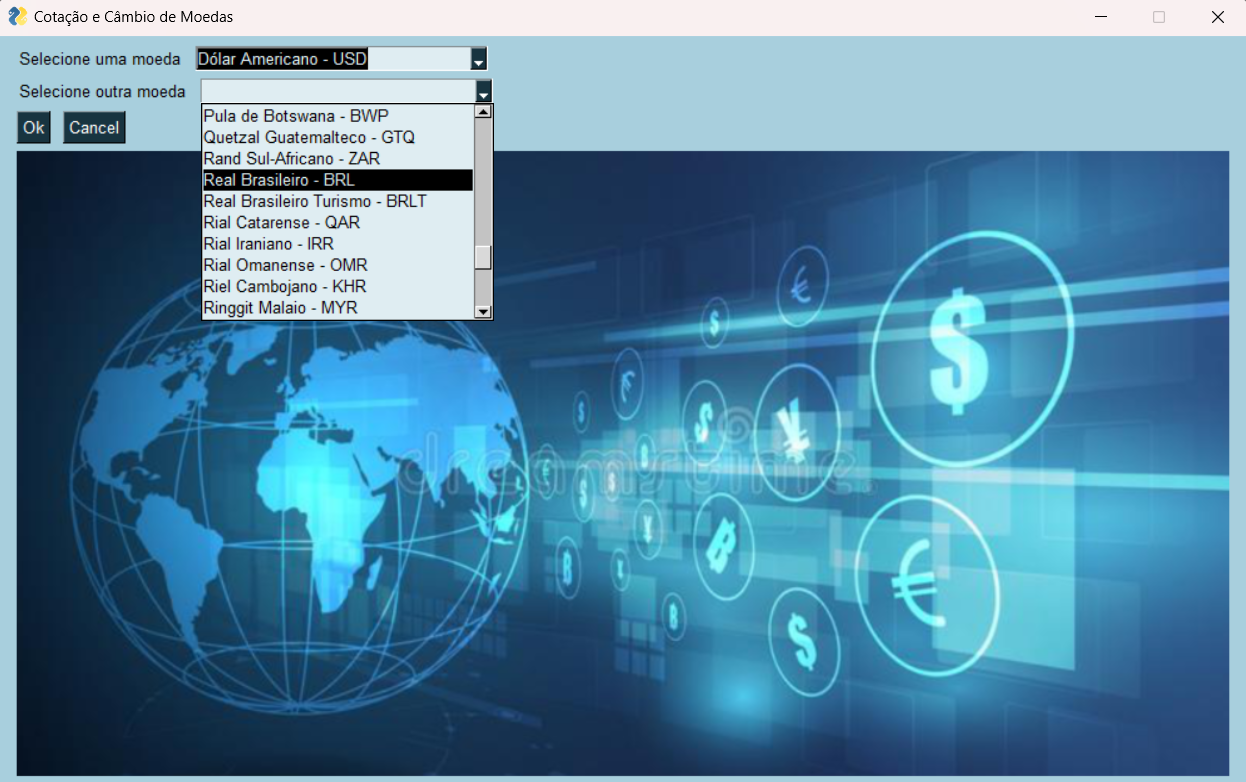 Cotação e Câmbio de Moedas
Selecione uma moeda Dólar Americano - USD
Selecione outra moeda
Pula de Botswana - BWP
Quetzal Guatemalteco - GTQ
Rand Sul-Africano - ZAR
Real Brasileiro - BRL
Real Brasileiro Turismo - BRLT
Rial Catarense - QAR
Rial Iraniano - IRR
Rial Omanense - OMR
Riel Cambojano - KHR
Ringgit Malaio - MYR
Ok Cancel
dreamstime